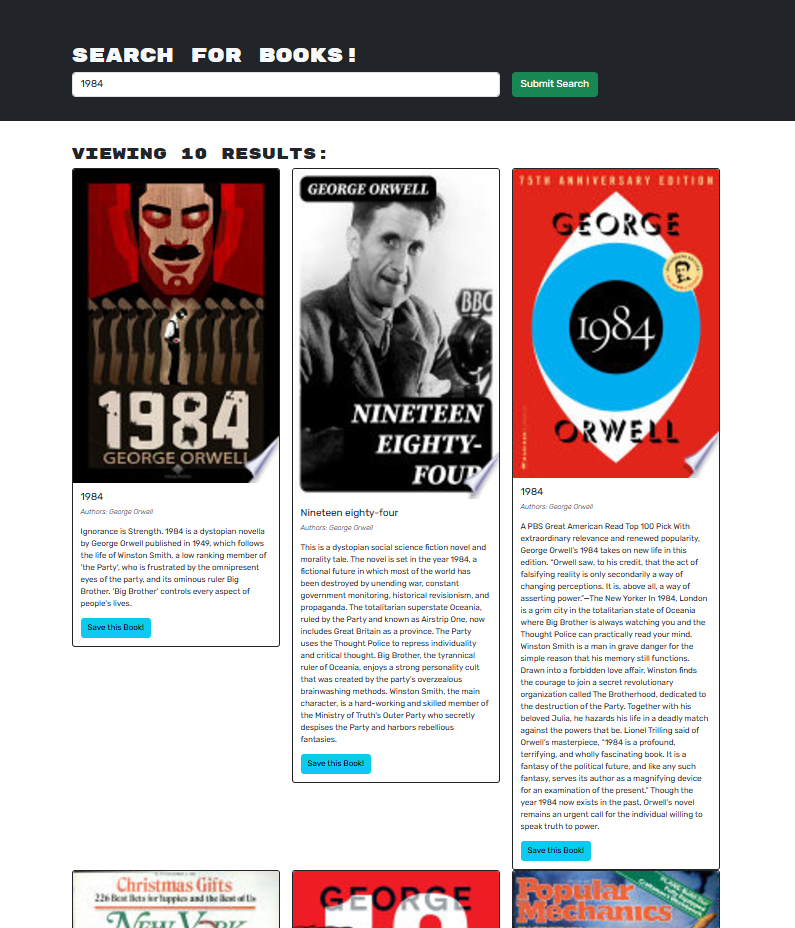 SEARCH FOR BOOKS!
1984
Submit Search
VIEWING 10 RESULTS:
1984
GEORGE ORWELL
1984
Authors: George Orwell
Ignorance is Strength. 1984 is a dystopian novella
by George Orwell published in 1949, which follows
the life of Winston Smith, a low ranking member of
'the Party', who is frustrated by the omnipresent
eyes of the party, and its ominous ruler Big
Brother. 'Big Brother' controls every aspect of
people's lives.
Save this Book!
GEORGE ORWELL
BBC
NINETEEN
EIGHTY-
FOUR
Nineteen eighty-four
Authors: George Orwell
This is a dystopian social science fiction novel and
morality tale. The novel is set in the year 1984, a
fictional future in which most of the world has
been destroyed by unending war, constant
government monitoring, historical revisionism, and
propaganda. The totalitarian superstate Oceania,
ruled by the Party and known as Airstrip One, now
includes Great Britain as a province. The Party
uses the Thought Police to repress individuality
and critical thought. Big Brother, the tyrannical
ruler of Oceania, enjoys a strong personality cult
that was created by the party's overzealous
brainwashing methods. Winston Smith, the main
character, is a hard-working and skilled member of
the Ministry of Truth's Outer Party who secretly
despises the Party and harbors rebellious
fantasies.
Save this Book!
75TH ANNIVERSARY EDITION
GEORGE
1984
ORWELL
1984
Authors: George Orwell
A PBS Great American Read Top 100 Pick With
extraordinary relevance and renewed popularity,
George Orwell's 1984 takes on new life in this
edition. "Orwell saw, to his credit, that the act of
falsifying reality is only secondarily a way of
changing perceptions. It is, above all, a way of
asserting power."—The New Yorker In 1984, London
is a grim city in the totalitarian state of Oceania
where Big Brother is always watching you and the
Thought Police can practically read your mind.
Winston Smith is a man in grave danger for the
simple reason that his memory still functions.
Drawn into a forbidden love affair, Winston finds
the courage to join a secret revolutionary
organization called The Brotherhood, dedicated to
the destruction of the Party. Together with his
beloved Julia, he hazards his life in a deadly match
against the powers that be. Lionel Trilling said of
Orwell's masterpiece, "1984 is a profound,
terrifying, and wholly fascinating book. It is a
fantasy of the political future, and like any such
fantasy, serves its author as a magnifying device
for an examination of the present." Though the
year 1984 now exists in the past, Orwell's novel
remains an urgent call for the individual willing to
speak truth to power.
Save this Book!
Christmas Gifts
226 Best Bets for Yuppies and the Rest of Us
NEW YORK
GEORGE
Popular
Mechanics